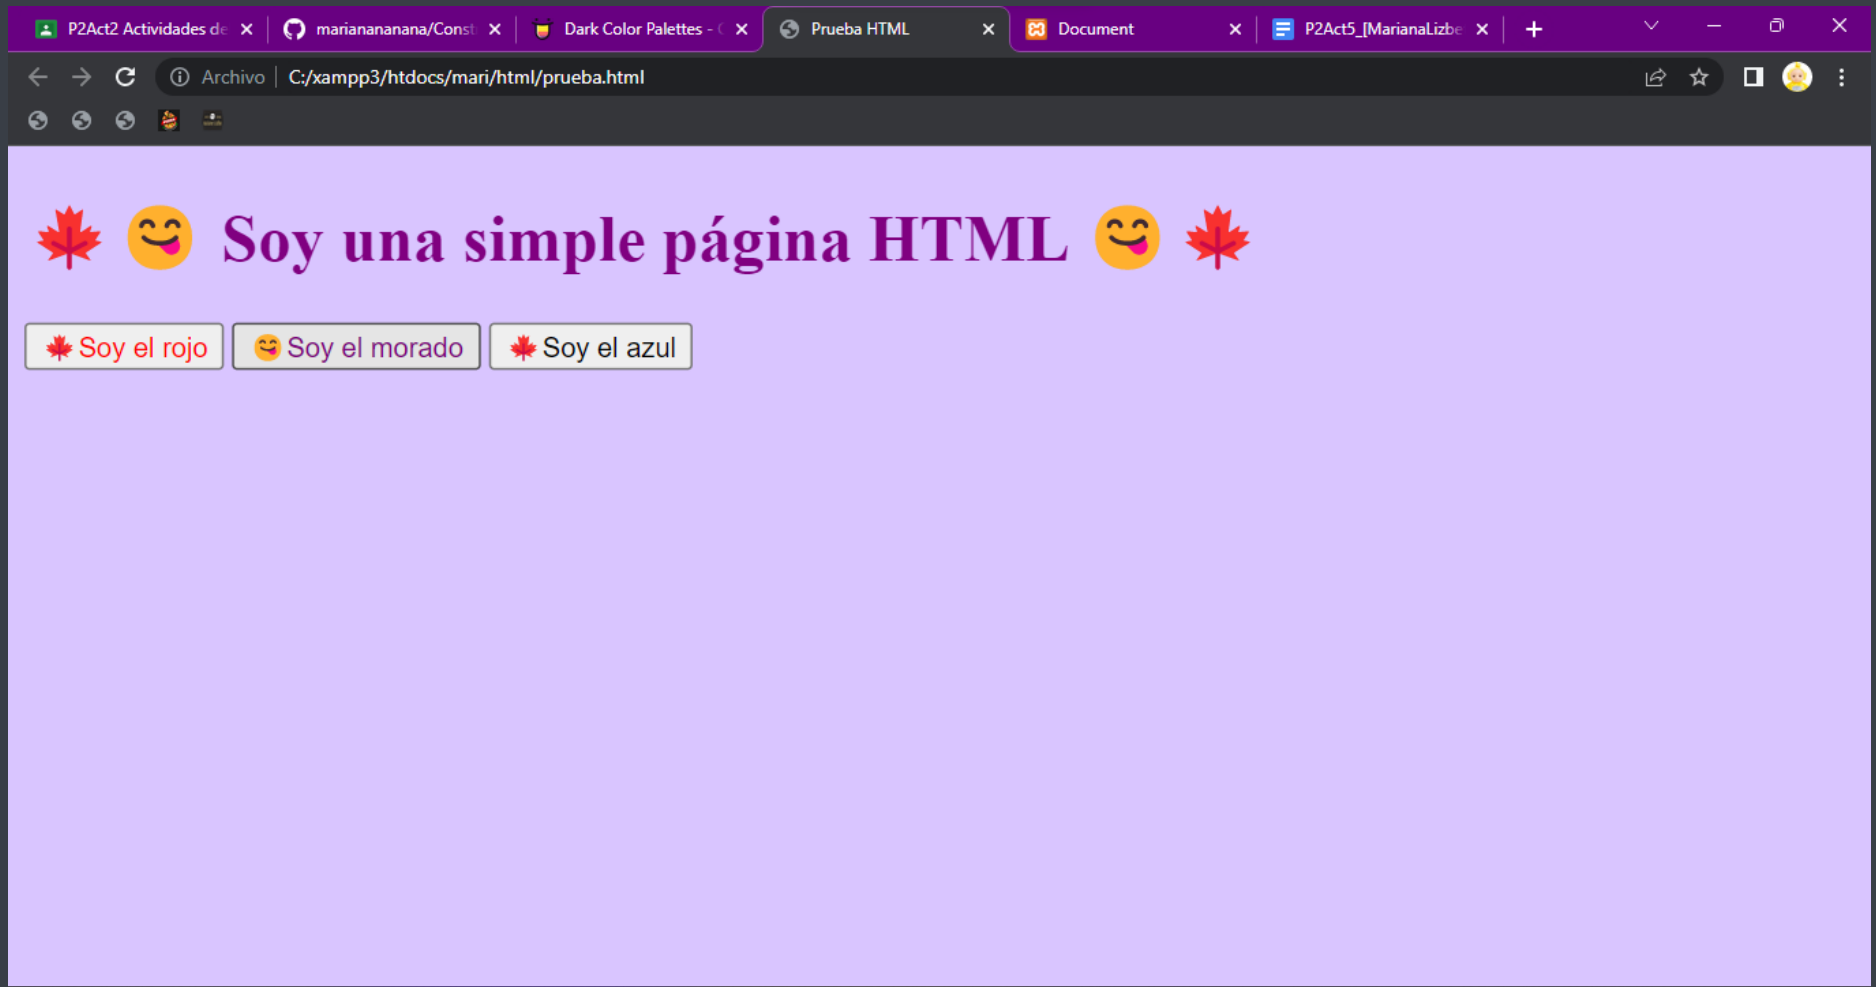 P2Act2 Actividades de
mariananana/Const
Dark Color Palettes -
Prueba HTML
Document
P2Act5_[MarianaLizbe
Archivo
C:/xampp3/htdocs/mari/html/prueba.html
🍁 😋 Soy una simple página HTML 😋 🍁
🍁Soy el rojo
😋Soy el morado
🍁Soy el azul